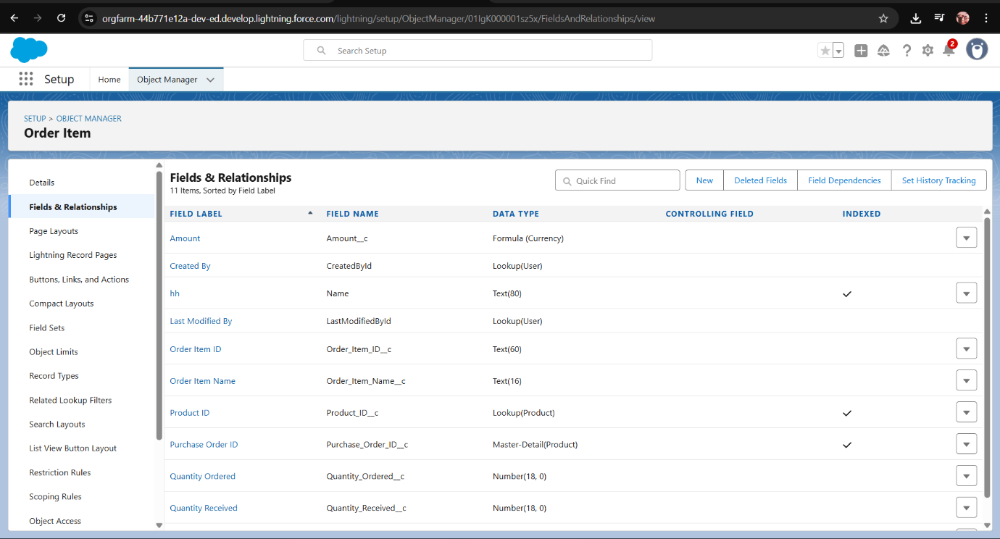 orgfarm-44b771e12a-dev-ed.develop.lightning.force.com/lightning/setup/ObjectManager/01IgK000001sz5x/FieldsAndRelationships/view
Search Setup
2
Setup
Home
Object Manager
SETUP > OBJECT MANAGER
Order Item
Details
Fields & Relationships
Page Layouts
Lightning Record Pages
Buttons, Links, and Actions
Compact Layouts
Field Sets
Object Limits
Record Types
Related Lookup Filters
Search Layouts
List View Button Layout
Restriction Rules
Scoping Rules
Object Access
Fields & Relationships
11 Items, Sorted by Field Label
Quick Find
New
Deleted Fields
Field Dependencies
Set History Tracking
FIELD LABEL FIELD NAME DATA TYPE CONTROLLING FIELD INDEXED
Amount Amount__c Formula (Currency)
Created By CreatedById Lookup(User)
hh Name Text(80)
Last Modified By LastModifiedById Lookup(User)
Order Item ID Order_Item_ID__c Text(60)
Order Item Name Order_Item_Name__c Text(16)
Product ID Product_ID__c Lookup(Product)
Purchase Order ID Purchase_Order_ID__c Master-Detail(Product)
Quantity Ordered Quantity_Ordered__c Number(18, 0)
Quantity Received Quantity_Received__c Number(18, 0)